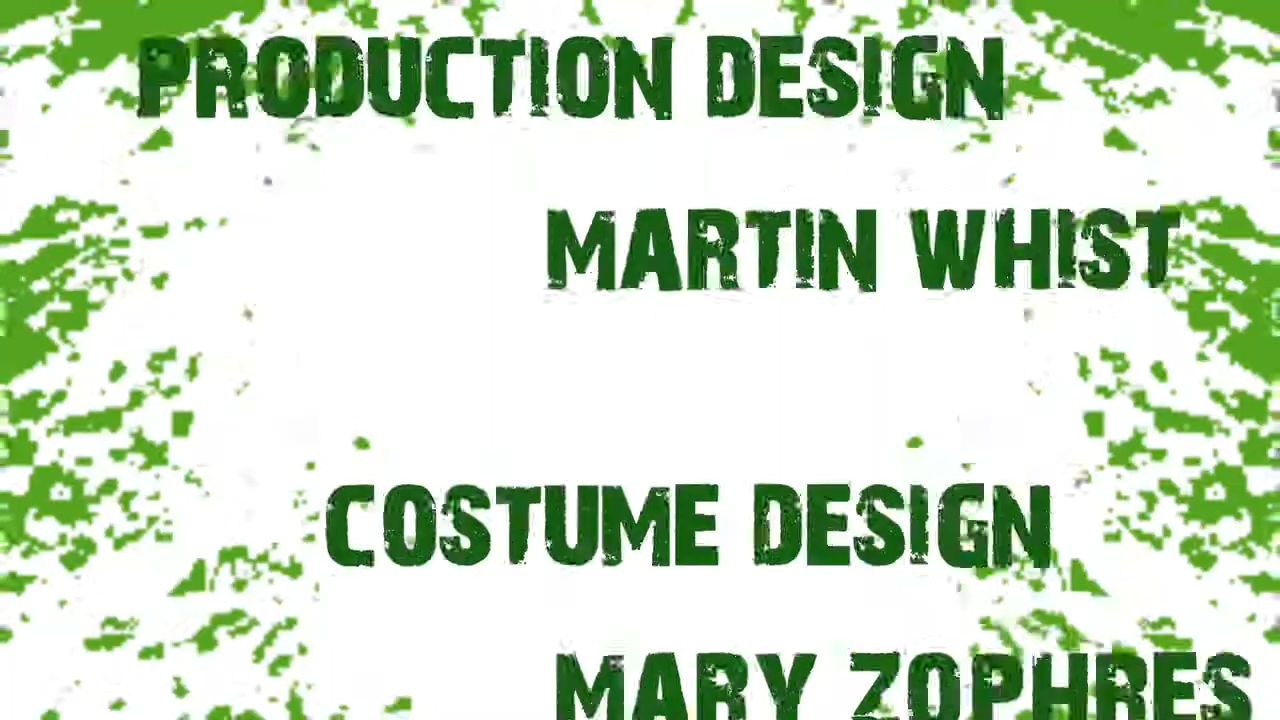 PRODUCTION DESIGN
MARTIN WHIST
COSTUME DESIGN
MARY ZOPHRES